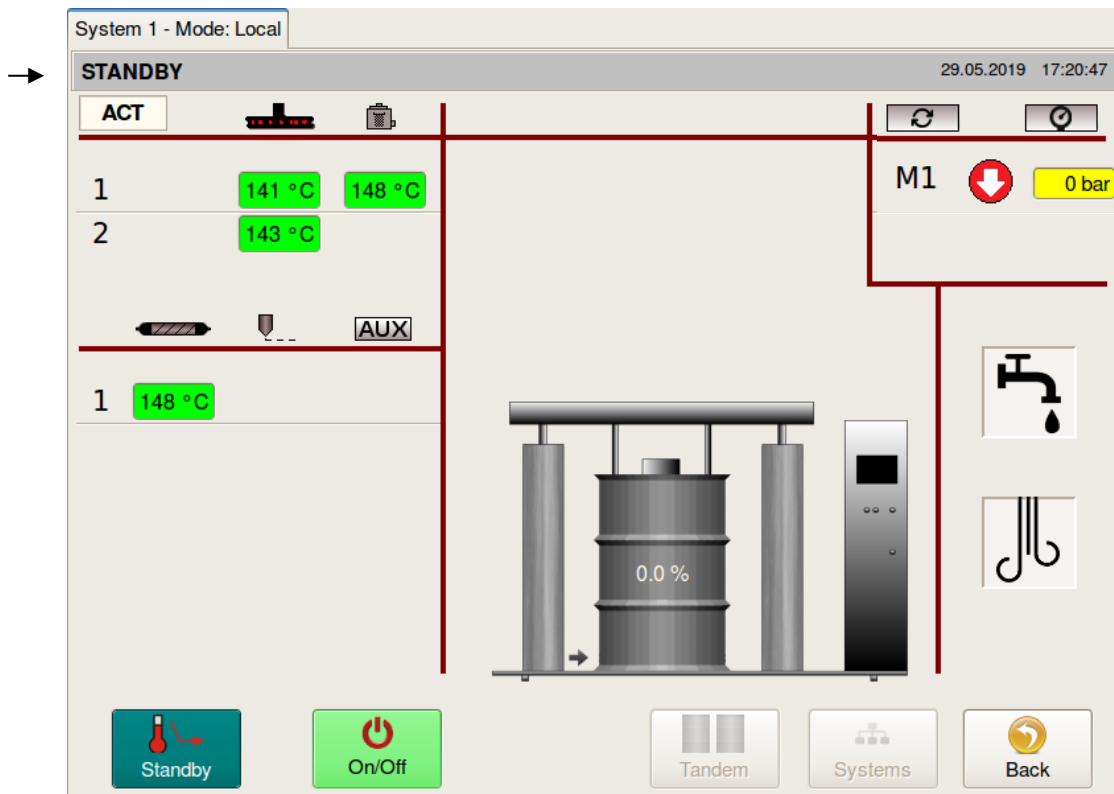 System 1 - Mode: Local
STANDBY 29.05.2019 17:20:47
ACT
1 141 °C 148 °C
2 143 °C
M1 0 bar
AUX
1 148 °C
0.0 %
Standby On/Off Tandem Systems Back